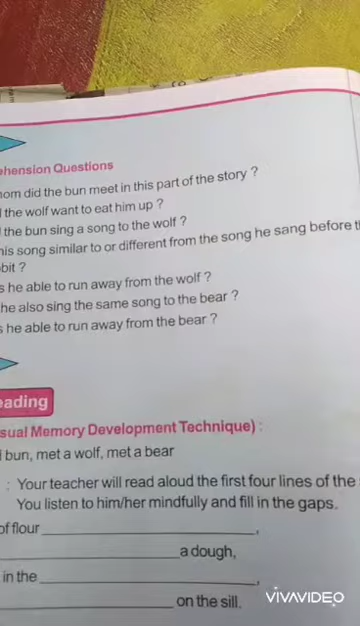 ehension Questions
om did the bun meet in this part of the story ?
the wolf want to eat him up ?
the bun sing a song to the wolf ?
his song similar to or different from the song he sang before t
bit ?
s he able to run away from the wolf ?
he also sing the same song to the bear ?
s he able to run away from the bear ?
eading
sual Memory Development Technique) :
bun, met a wolf, met a bear
: Your teacher will read aloud the first four lines of the
You listen to him/her mindfully and fill in the gaps.
of flour ____________________,
____________________ a dough,
in the ____________________,
____________________ on the sill.
VIVAVIDEO